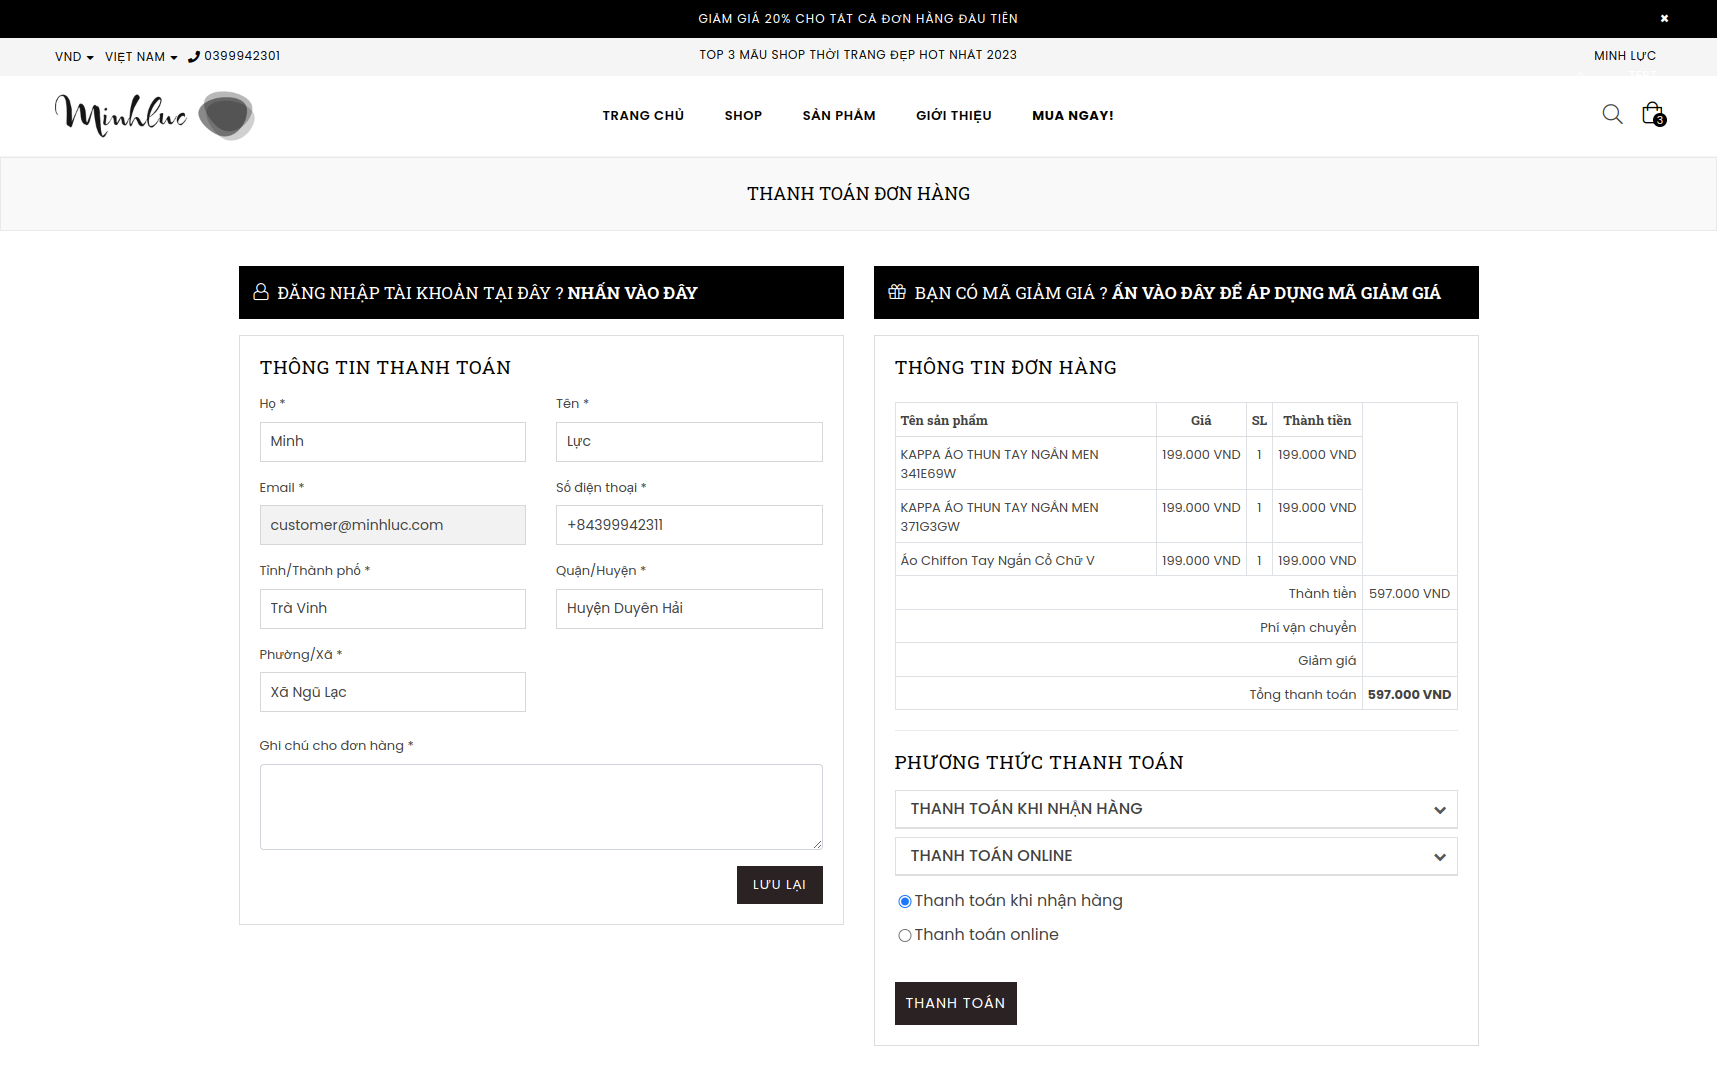 GIẢM GIÁ 20% CHO TẤT CẢ ĐƠN HÀNG ĐẦU TIÊN
VND VIỆT NAM 0399942301
TOP 3 MẪU SHOP THỜI TRANG ĐẸP HOT NHẤT 2023
MINH LỰC
Minhluc
TRANG CHỦ SHOP SẢN PHẨM GIỚI THIỆU MUA NGAY!
3
THANH TOÁN ĐƠN HÀNG
ĐĂNG NHẬP TÀI KHOẢN TẠI ĐÂY ? NHẤN VÀO ĐÂY
THÔNG TIN THANH TOÁN
Họ * Tên *
Minh Lực
Email * Số điện thoại *
customer@minhluc.com +84399942311
Tỉnh/Thành phố * Quận/Huyện *
Trà Vinh Huyện Duyên Hải
Phường/Xã *
Xã Ngũ Lạc
Ghi chú cho đơn hàng *
LƯU LẠI
BẠN CÓ MÃ GIẢM GIÁ ? ẤN VÀO ĐÂY ĐỂ ÁP DỤNG MÃ GIẢM GIÁ
THÔNG TIN ĐƠN HÀNG
Tên sản phẩm Giá SL Thành tiền
KAPPA ÁO THUN TAY NGẮN MEN 199.000 VND 1 199.000 VND
341E69W
KAPPA ÁO THUN TAY NGẮN MEN 199.000 VND 1 199.000 VND
371G3GW
Áo Chiffon Tay Ngắn Cổ Chữ V 199.000 VND 1 199.000 VND
Thành tiền 597.000 VND
Phí vận chuyển
Giảm giá
Tổng thanh toán 597.000 VND
PHƯƠNG THỨC THANH TOÁN
THANH TOÁN KHI NHẬN HÀNG
THANH TOÁN ONLINE
Thanh toán khi nhận hàng
Thanh toán online
THANH TOÁN